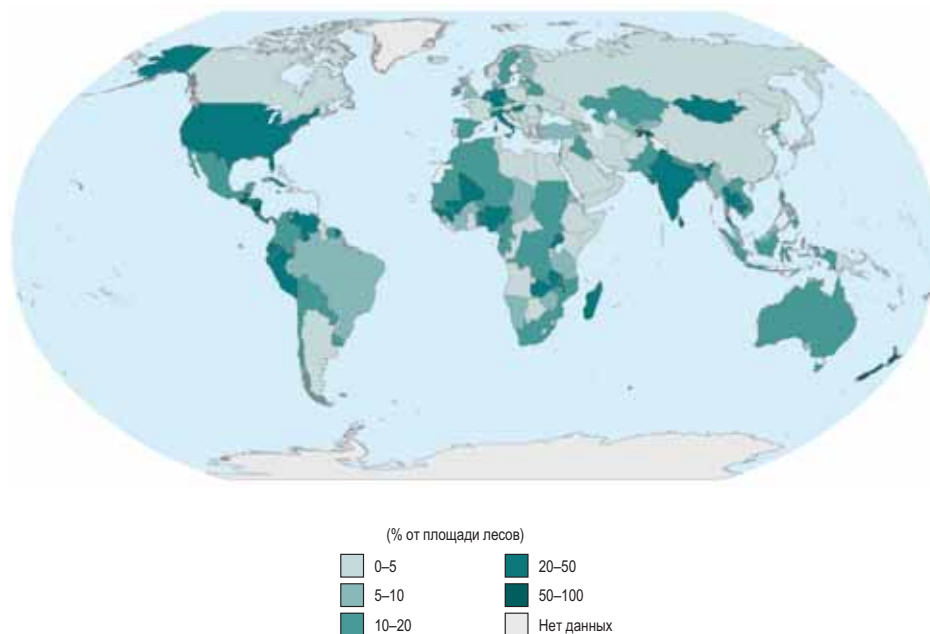 (% от площади лесов)
0–5
5–10
10–20
20–50
50–100
Нет данных